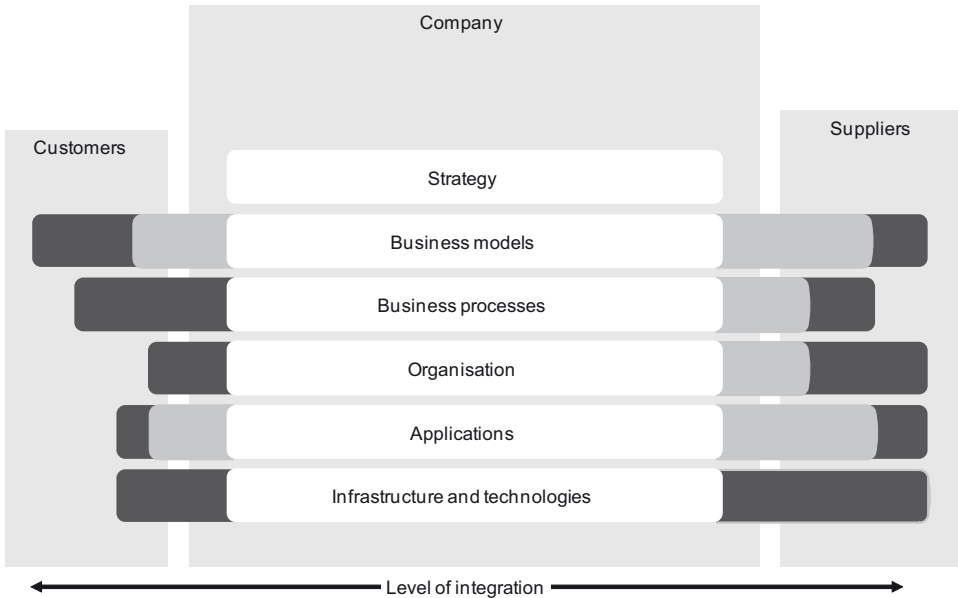 Company
Customers
Suppliers
Strategy
Business models
Business processes
Organisation
Applications
Infrastructure and technologies
Level of integration